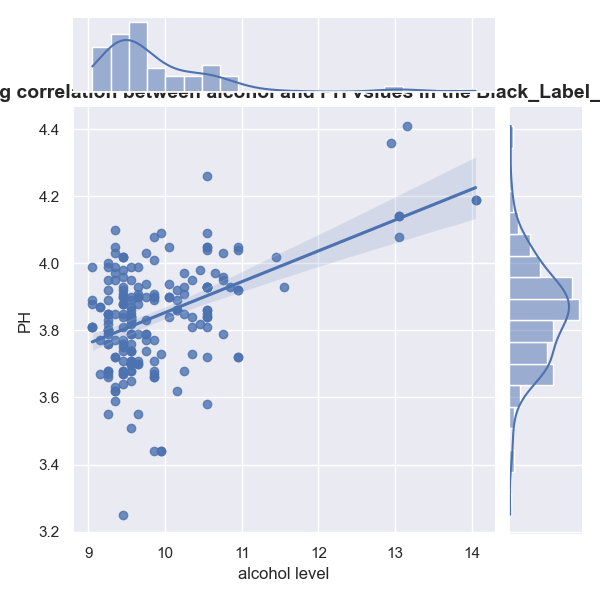 g correlation between alcohol and PH vslues in the Black_Label_
4.4
4.2
4.0
3.8
3.6
3.4
3.2
PH
9 10 11 12 13 14
alcohol level